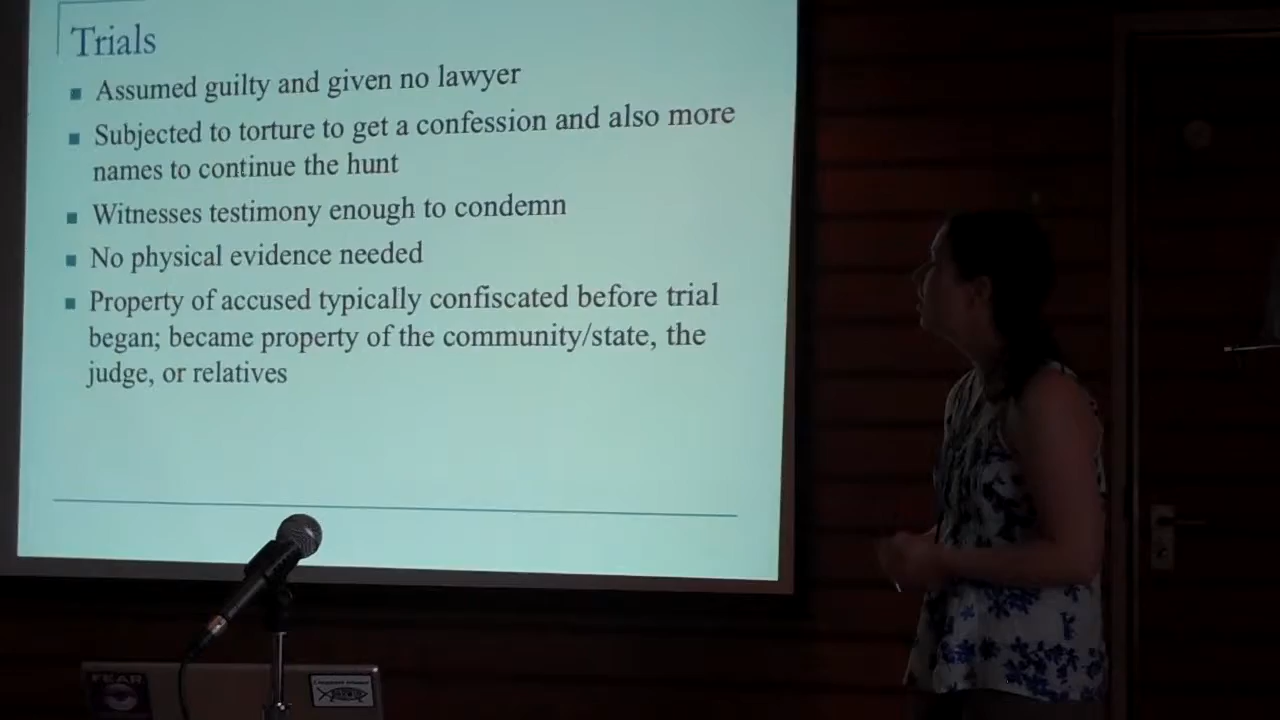 Trials
Assumed guilty and given no lawyer
Subjected to torture to get a confession and also more
names to continue the hunt
Witnesses testimony enough to condemn
No physical evidence needed
Property of accused typically confiscated before trial
began; became property of the community/state, the
judge, or relatives
FEAR